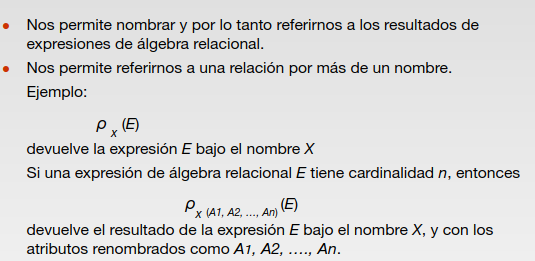 • Nos permite nombrar y por lo tanto referirnos a los resultados de
expresiones de álgebra relacional.
• Nos permite referirnos a una relación por más de un nombre.
Ejemplo:
ρ x (E)
devuelve la expresión E bajo el nombre X
Si una expresión de álgebra relacional E tiene cardinalidad n, entonces
ρx (A1, A2, ..., An) (E)
devuelve el resultado de la expresión E bajo el nombre X, y con los
atributos renombrados como A1, A2, …., An.